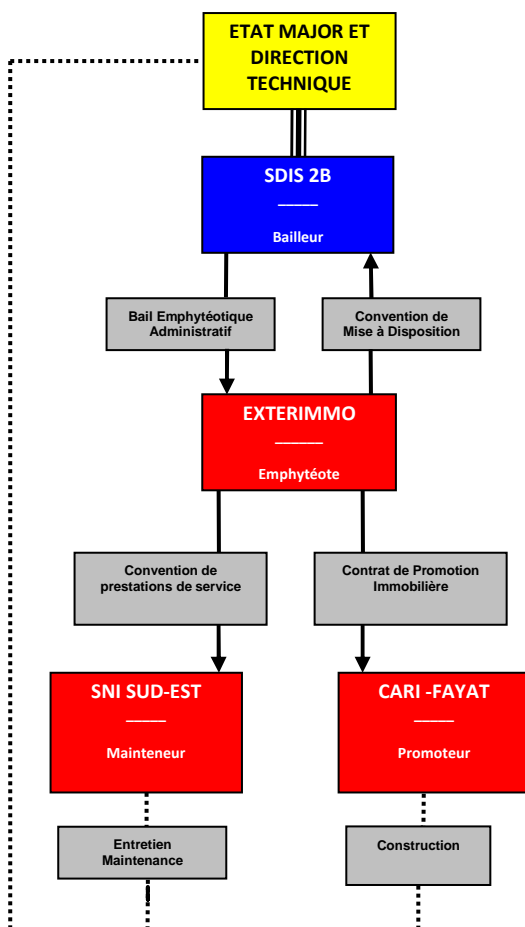 ETAT MAJOR ET
DIRECTION
TECHNIQUE
SDIS 2B
_____
Bailleur
Bail Emphytéotique
Administratif
Convention de
Mise à Disposition
EXTERIMMO
______
Emphytéote
Convention de
prestations de service
Contrat de Promotion
Immobilière
SNI SUD-EST
_____
Mainteneur
CARI -FAYAT
_____
Promoteur
Entretien
Maintenance
Construction